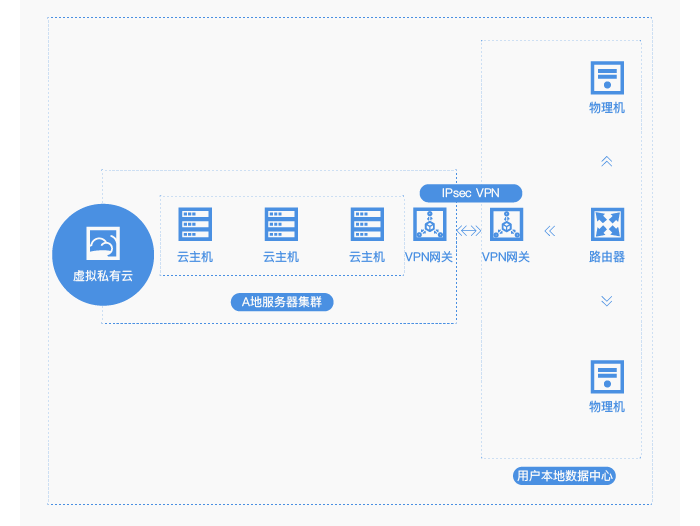 物理机
IPsec VPN
虚拟私有云
云主机
云主机
云主机
VPN网关
VPN网关
路由器
A地服务器集群
物理机
用户本地数据中心